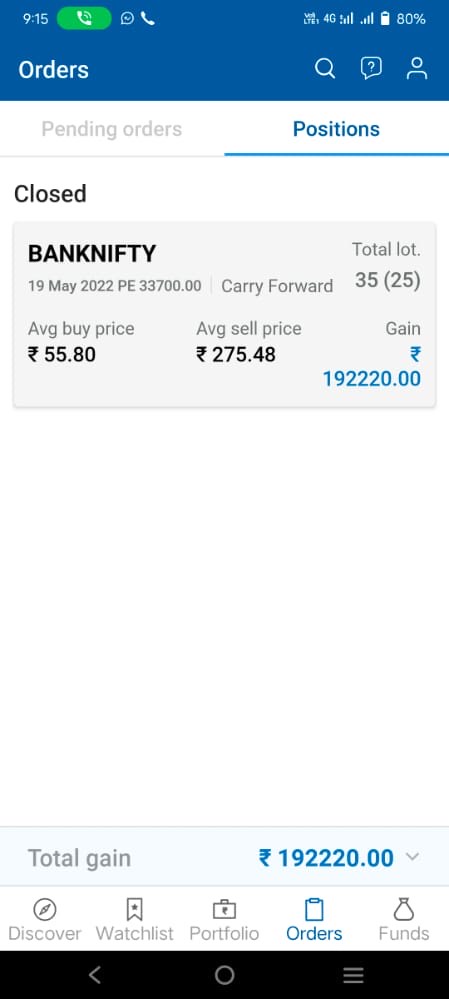 9:15 4G 80%
Orders
Pending orders Positions
Closed
BANKNIFTY Total lot.
19 May 2022 PE 33700.00 Carry Forward 35 (25)
Avg buy price Avg sell price Gain
₹ 55.80 ₹ 275.48 ₹
192220.00
Total gain ₹ 192220.00
Discover Watchlist Portfolio Orders Funds